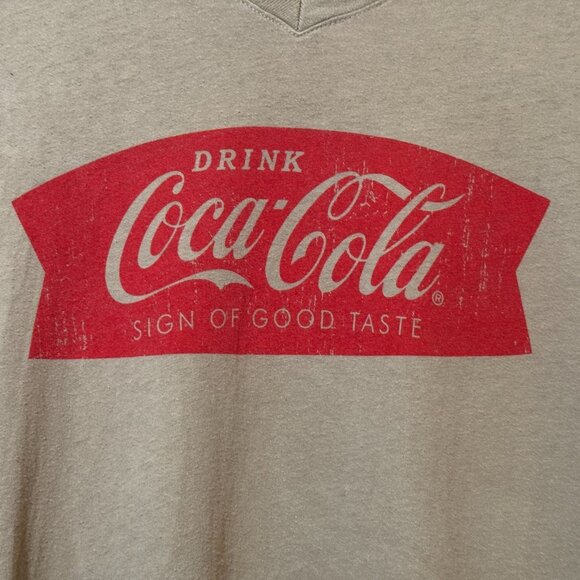 DRINK
Coca-Cola®
SIGN OF GOOD TASTE